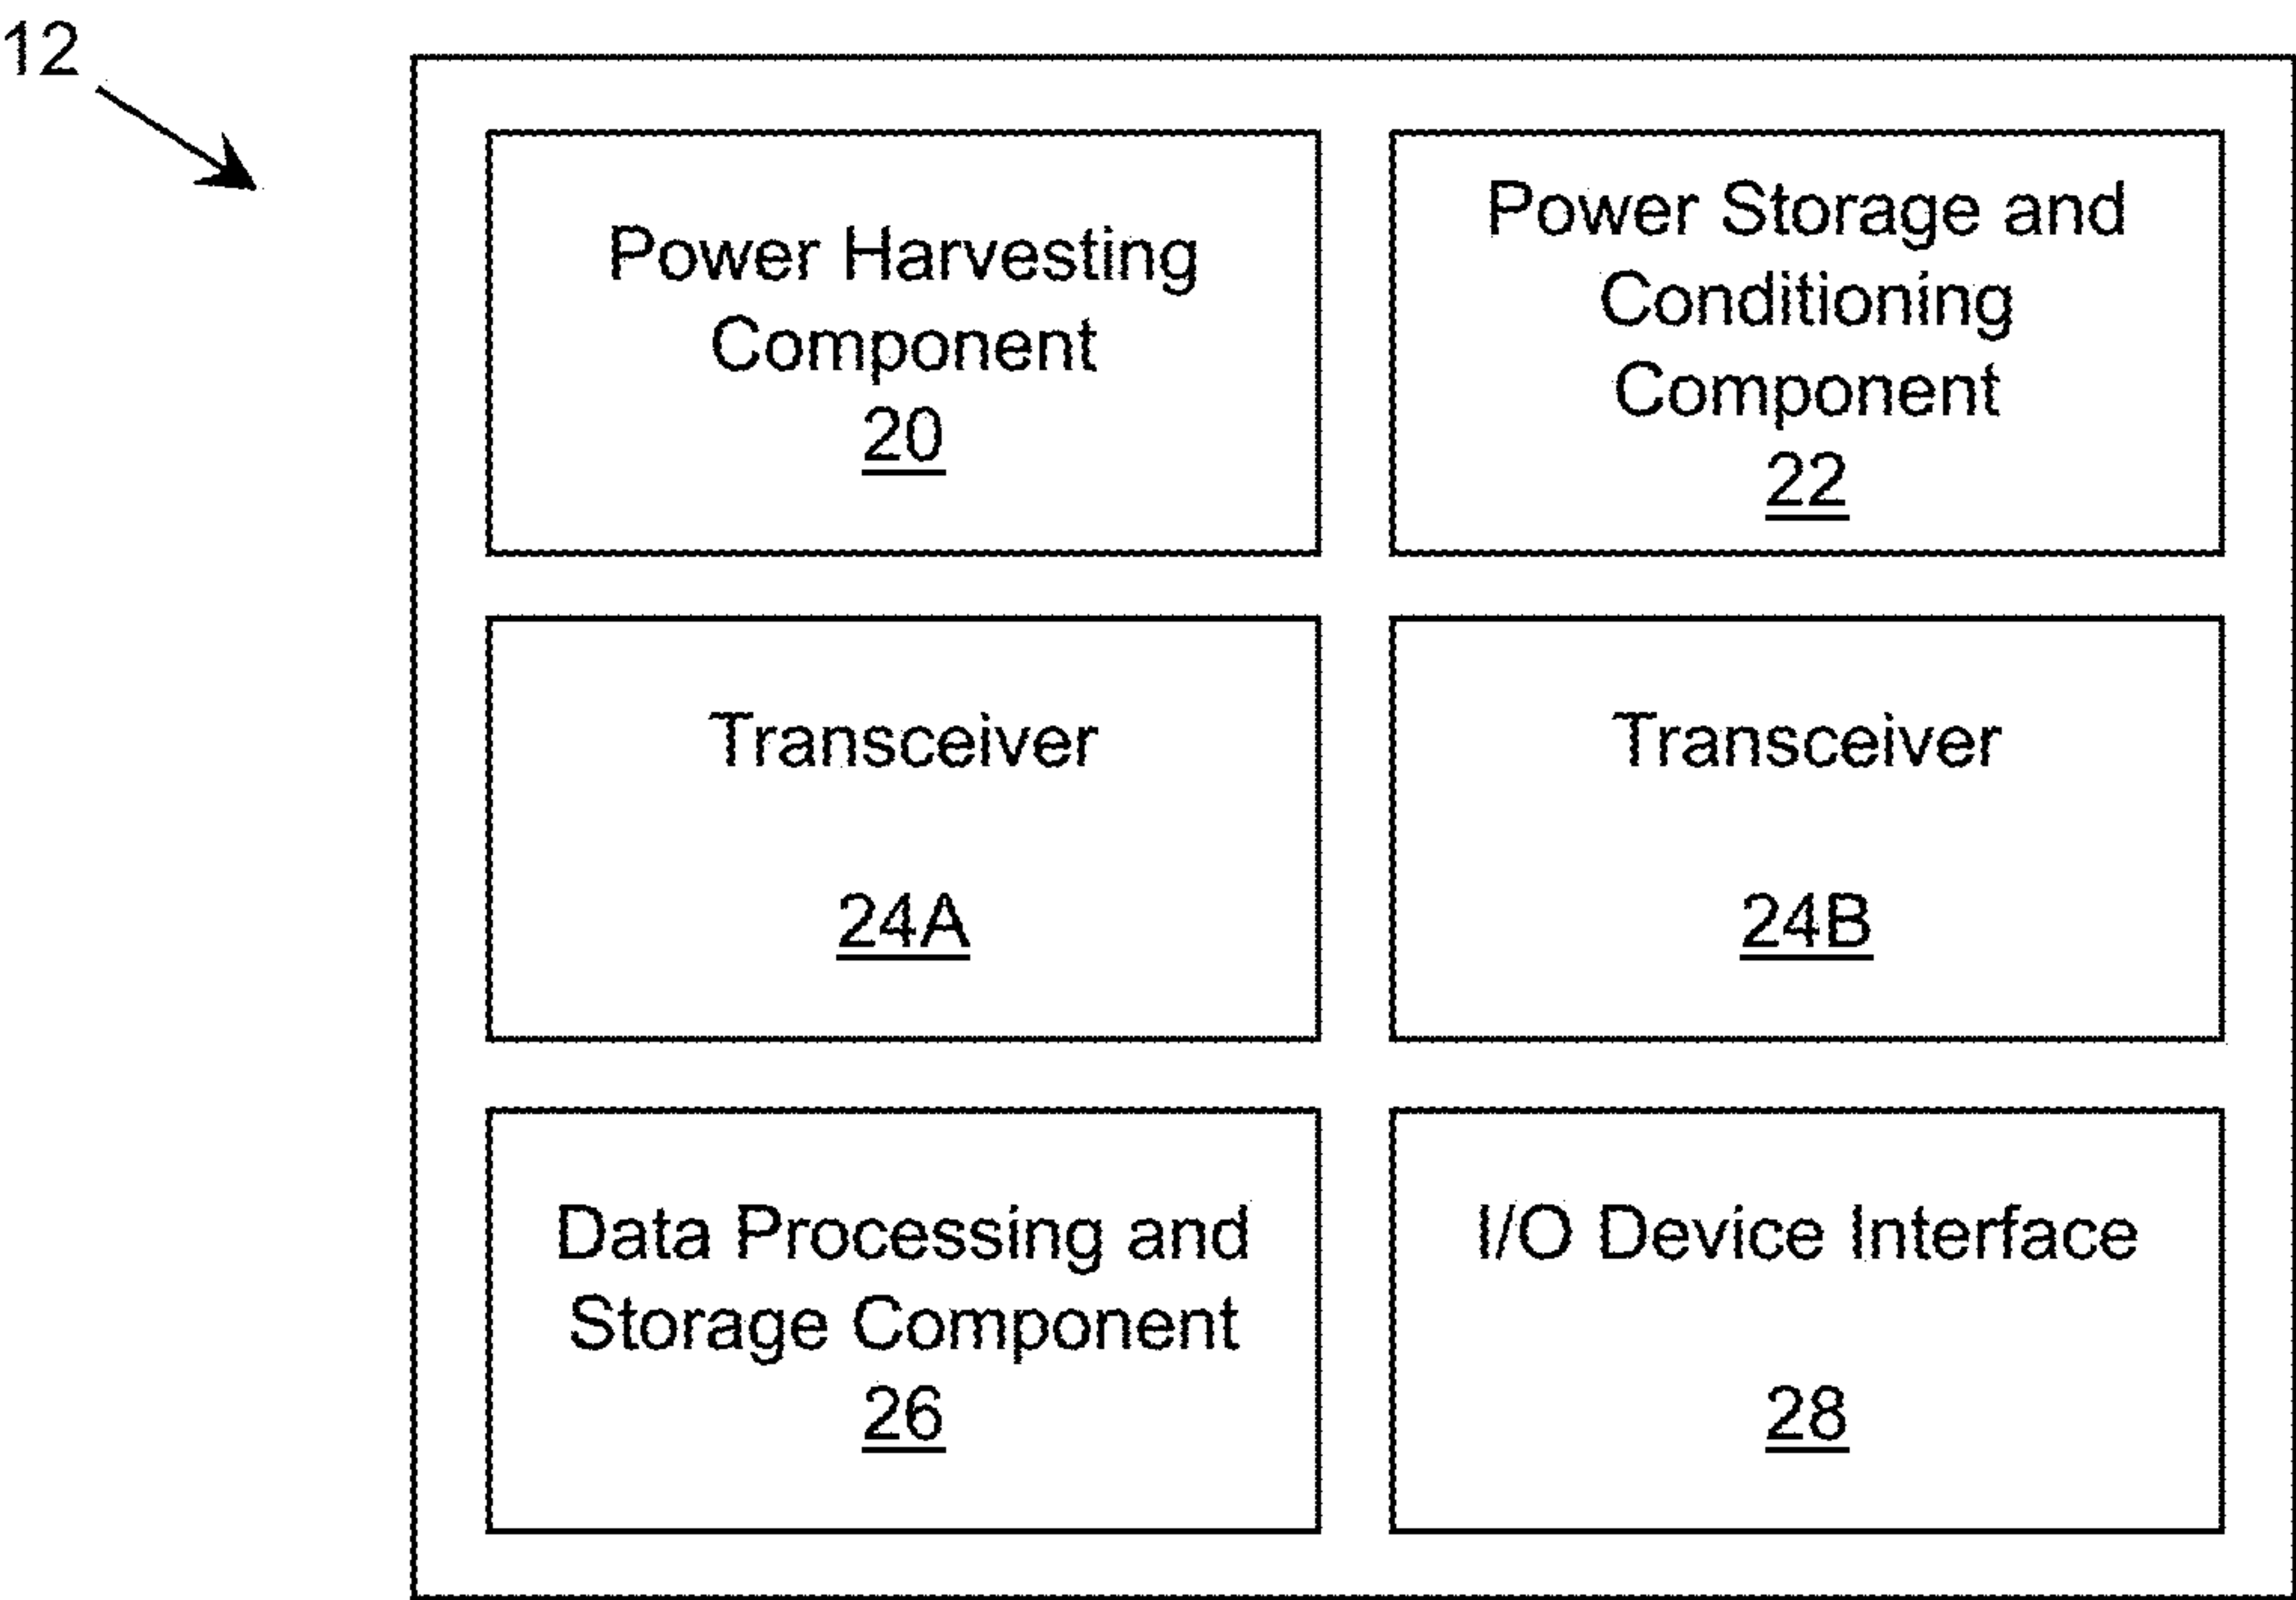 12
Power Harvesting
Component
20
Power Storage and
Conditioning
Component
22
Transceiver
24A
Transceiver
24B
Data Processing and
Storage Component
26
I/O Device Interface
28